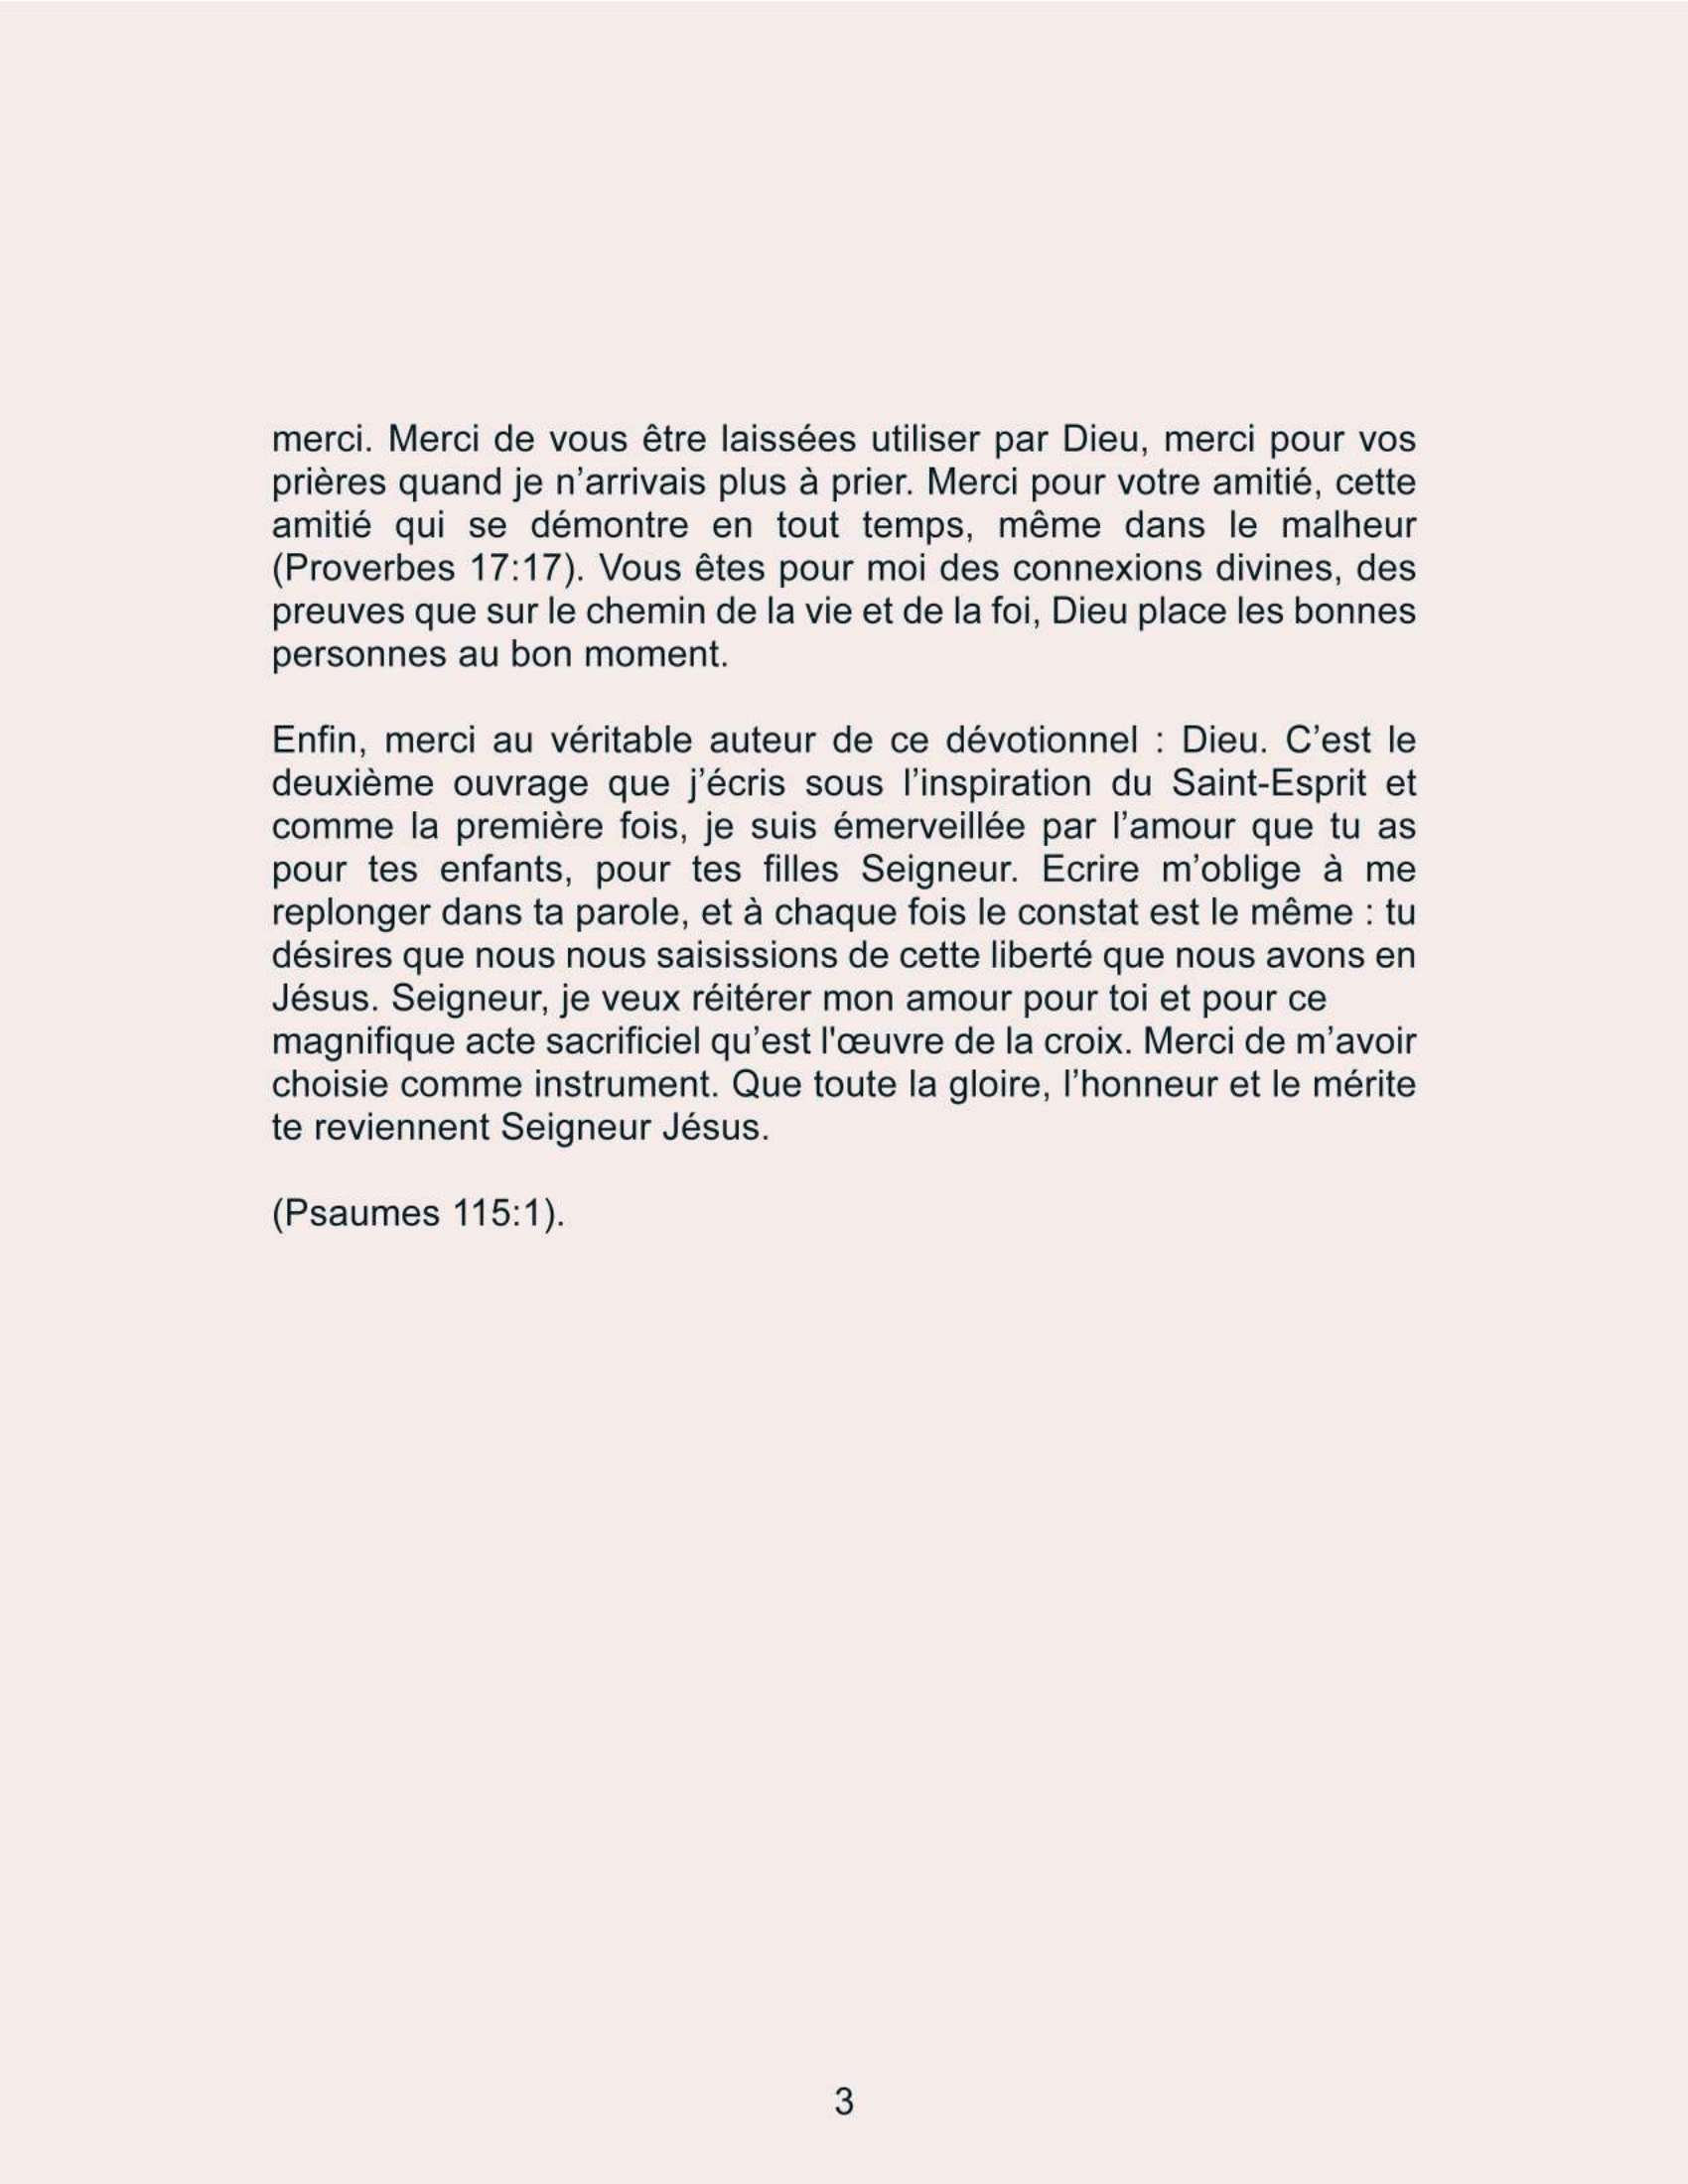 merci. Merci de vous être laissées utiliser par Dieu, merci pour vos
prières quand je n’arrivais plus à prier. Merci pour votre amitié, cette
amitié qui se démontre en tout temps, même dans le malheur
(Proverbes 17:17). Vous êtes pour moi des connexions divines, des
preuves que sur le chemin de la vie et de la foi, Dieu place les bonnes
personnes au bon moment.
Enfin, merci au véritable auteur de ce dévotionnel : Dieu. C’est le
deuxième ouvrage que j’écris sous l’inspiration du Saint-Esprit et
comme la première fois, je suis émerveillée par l’amour que tu as
pour tes enfants, pour tes filles Seigneur. Ecrire m’oblige à me
replonger dans ta parole, et à chaque fois le constat est le même : tu
désires que nous nous saisissions de cette liberté que nous avons en
Jésus. Seigneur, je veux réitérer mon amour pour toi et pour ce
magnifique acte sacrificiel qu’est l'œuvre de la croix. Merci de m’avoir
choisie comme instrument. Que toute la gloire, l’honneur et le mérite
te reviennent Seigneur Jésus.
(Psaumes 115:1).
3